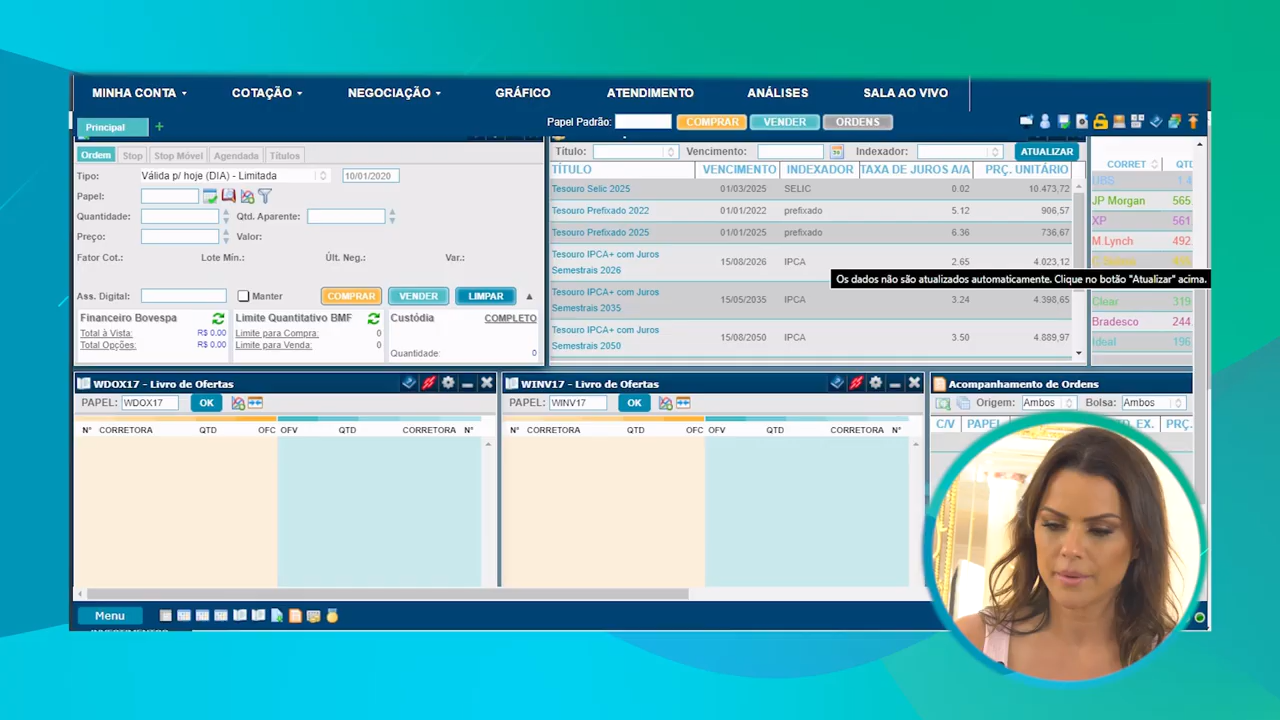 MINHA CONTA COTAÇÃO NEGOCIAÇÃO GRÁFICO ATENDIMENTO ANÁLISES SALA AO VIVO
Principal +
Papel Padrão: COMPRAR VENDER ORDENS
Ordem Stop Stop Móvel Agendada Títulos
Tipo: Válida p/ hoje (DIA) - Limitada 10/01/2020
Papel:
Quantidade: Qtd. Aparente:
Preço: Valor:
Fator Cot.: Lote Mín.: Últ. Neg.: Var.:
Ass. Digital: Manter COMPRAR VENDER LIMPAR
Financeiro Bovespa Limite Quantitativo BMF Custódia COMPLETO
Total à Vista: R$ 0,00 Limite para Compra: 0
Total Opções: R$ 0,00 Limite para Venda: 0
Quantidade: 0
Título: Vencimento: Indexador: ATUALIZAR
TÍTULO VENCIMENTO INDEXADOR TAXA DE JUROS A/A PRÇ. UNITÁRIO
Tesouro Selic 2025 01/03/2025 SELIC 0.02 10.473,72
Tesouro Prefixado 2022 01/01/2022 prefixado 5.12 906,57
Tesouro Prefixado 2025 01/01/2025 prefixado 6.36 736,67
Tesouro IPCA+ com Juros
Semestrais 2026 15/08/2026 IPCA 2.65 4.023,12
Os dados não são atualizados automaticamente. Clique no botão "Atualizar" acima.
Tesouro IPCA+ com Juros
Semestrais 2035 15/05/2035 IPCA 3.24 4.398,65
Tesouro IPCA+ com Juros
Semestrais 2050 15/08/2050 IPCA 3.50 4.889,97
CORRET
UBS
JP Morgan 565.
XP 561
M.Lynch 492.
Clear 319
Bradesco 244.
Ideal 196
WDOX17 - Livro de Ofertas
PAPEL: WDOX17 OK
N° CORRETORA QTD OFC OFV QTD CORRETORA N°
WINV17 - Livro de Ofertas
PAPEL: WINV17 OK
N° CORRETORA QTD OFC OFV QTD CORRETORA N°
Acompanhamento de Ordens
Origem: Ambos Bolsa: Ambos
C/V PAPEL EX. PRÇ.
Menu